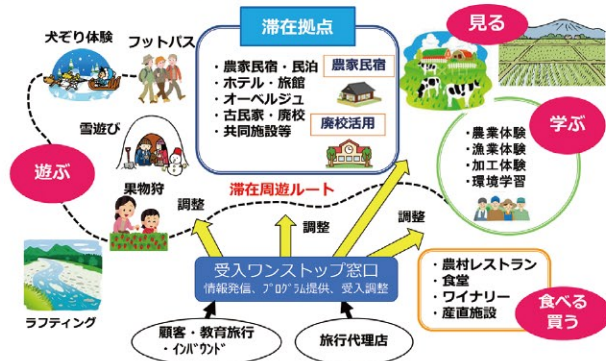 滞在拠点
・農家民宿・民泊
・ホテル・旅館
・オーベルジュ
・古民家・廃校
・共同施設等
農家民宿
廃校活用
犬ぞり体験
フットパス
雪遊び
遊ぶ
果物狩
ラフティング
見る
学ぶ
・農業体験
・漁業体験
・加工体験
・環境学習
滞在周遊ルート
調整
調整
調整
受入ワンストップ窓口
情報発信、ﾌﾟﾛｸﾞﾗﾑ提供、受入調整
顧客・教育旅行
・ｲﾝﾊﾞｳﾝﾄﾞ
旅行代理店
・農村レストラン
・食堂
・ワイナリー
・産直施設
食べる
買う